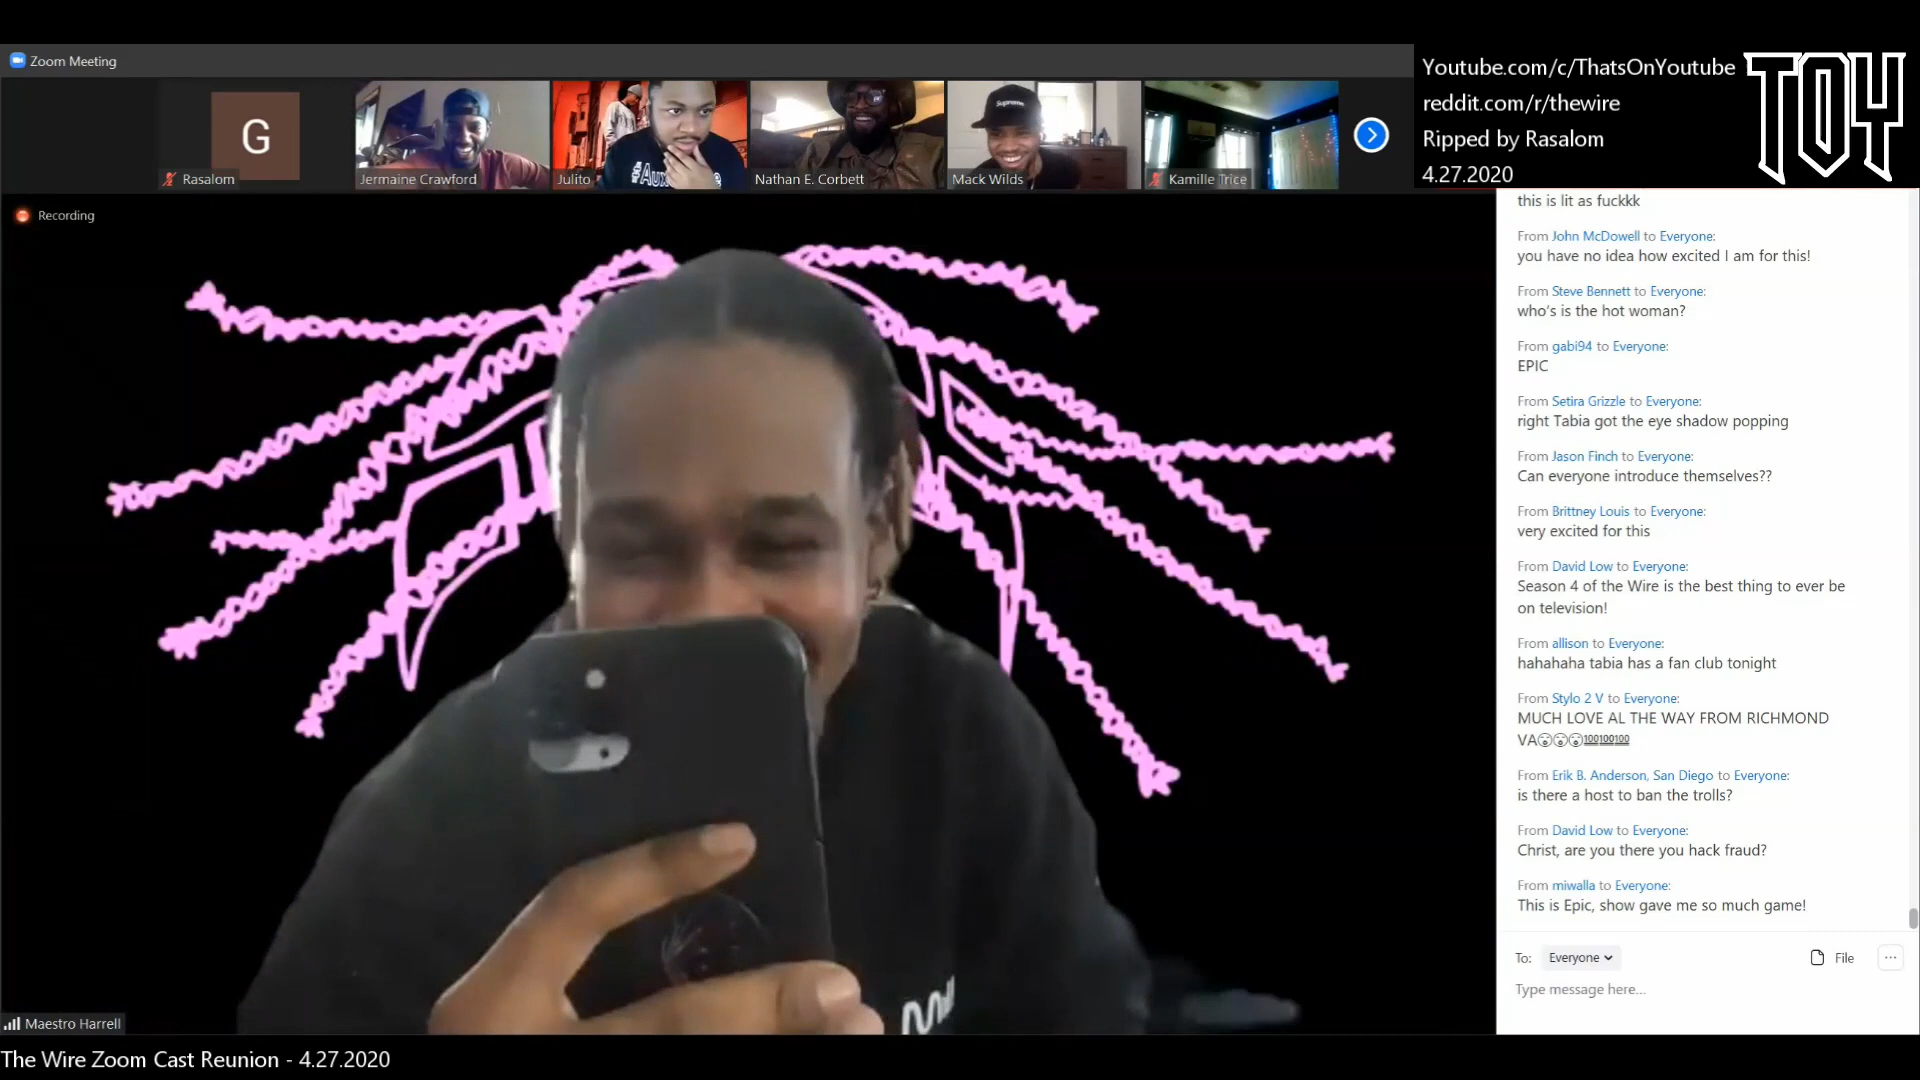 Zoom Meeting
G
Rasalom
Jermaine Crawford
Julito
Nathan E. Corbett
Supreme
Mack Wilds
Kamille Trice
Youtube.com/c/ThatsOnYoutube
reddit.com/r/thewire
Ripped by Rasalom
4.27.2020
TOY
Recording
this is lit as fuckkk
From John McDowell to Everyone:
you have no idea how excited I am for this!
From Steve Bennett to Everyone:
who's is the hot woman?
From gabi94 to Everyone:
EPIC
From Setira Grizzle to Everyone:
right Tabia got the eye shadow popping
From Jason Finch to Everyone:
Can everyone introduce themselves??
From Brittney Louis to Everyone:
very excited for this
From David Low to Everyone:
Season 4 of the Wire is the best thing to ever be
on television!
From allison to Everyone:
hahahaha tabia has a fan club tonight
From Stylo 2 V to Everyone:
MUCH LOVE AL THE WAY FROM RICHMOND
VA😮😮😮💯💯💯
From Erik B. Anderson, San Diego to Everyone:
is there a host to ban the trolls?
From David Low to Everyone:
Christ, are you there you hack fraud?
From miwalla to Everyone:
This is Epic, show gave me so much game!
To: Everyone File ...
Type message here...
Maestro Harrell
The Wire Zoom Cast Reunion - 4.27.2020